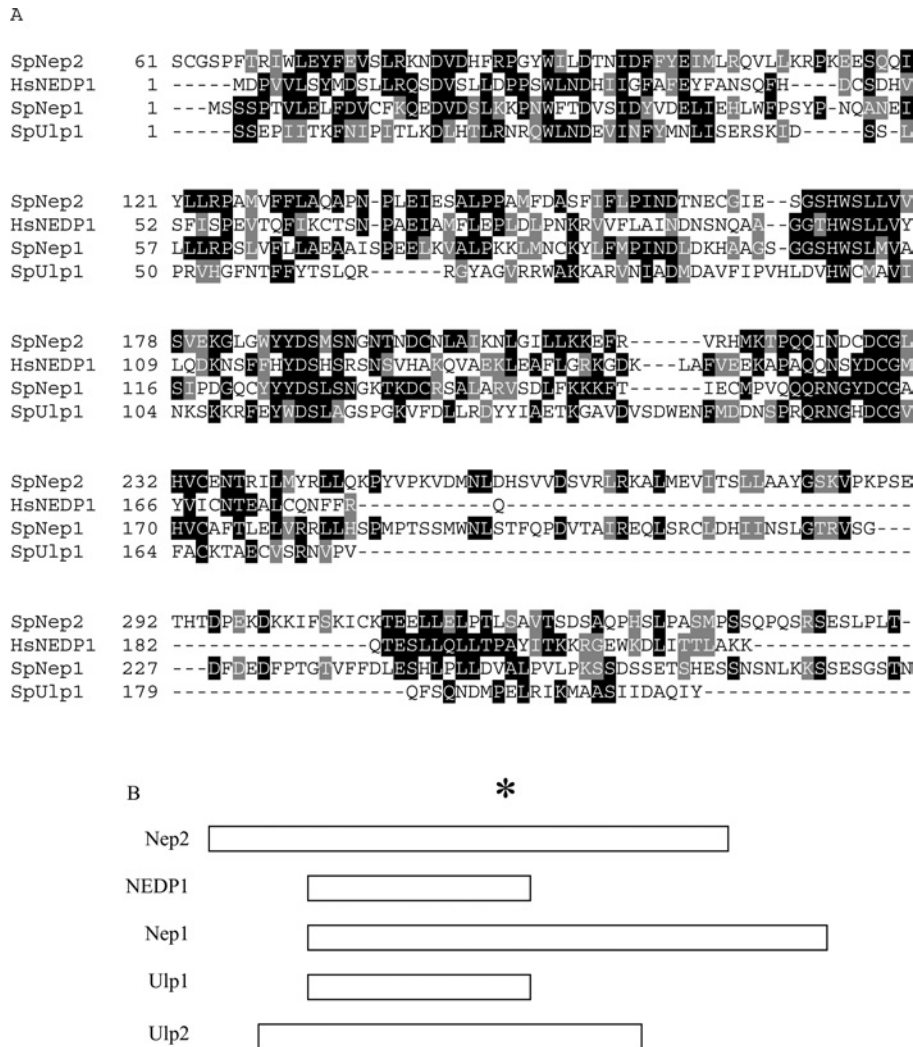 A
SpNep2 61 SCGSPFTRIWLEYFEVSLRKNDVDHFRPGYWILDTNIDFFYEIMLRQVLLKRPKEESQQI
HsNEDP1 1 -----MDPVVLSYMDSLLRQSDVSLLDPPSWLNDHIIGFAFEYFANSQFH----DCSDHV
SpNep1 1 ---MSSSPTVLELFDVCFKQEDVDSLKKPNWFTDVSIDYVDELIEHLWFPSYP-NQANEI
SpUlp1 1 -----SSEPIITKFNIPITLKDLHTLRNRQWLNDEVINFYMNLISERSKID-----SS-L
SpNep2 121 YLLRPAMVFFLAQAPN-PLEIESALPPAMFDASFIFLPINDTNECGIE--SGSHWSLLVV
HsNEDP1 52 SFISPEVTQFIKCTSN-PAEIAMFLEPLDLPNKRVVFLAINDNSNQAA--GGTHWSLLVY
SpNep1 57 LLLRPSLVFLLAEAAISPEELKVALPKKLMNCKYLFMPINDLDKHAAGS-GGSHWSLMVA
SpUlp1 50 PRVHGFNTFFYTSLQR------RGYAGVRRWAKKARVNIADMDAVFIPVHLDVHWCMAVI
SpNep2 178 SVEKGLGWYYDSMSNGNTNDCNLAIKNLGILLKKEFR------VRHMKTPQQINDCDCGL
HsNEDP1 109 LQDKNSFFHYDSHSRSNSVHAKQVAEKLEAFLGRKGDK---LAFVEEKAPAQQNSYDCGM
SpNep1 116 SIPDGQCYYYDSLSNGKTKDCRSALARVSDLFKKKFT------IECMPVQQQRNGYDCGA
SpUlp1 104 NKSKKRFEYWDSLAGSPGKVFDLLRDYYIAETKGAVDVSDWENFMDDNSPRQRNGHDCGV
SpNep2 232 HVCENTRILMYRLLQKPYVPKVDMNLDHSVVDSVRLRKALMEVITSLLAAYGSKVPKPSE
HsNEDP1 166 YVICNTEALCQNFFR-----------Q---------------------------------
SpNep1 170 HVCAFTLELVRRLLHSPMPTSSMWNLSTFQPDVTAIREQLSRCLDHIINSLGTRVSG---
SpUlp1 164 FACKTAECVSRNVPV---------------------------------------------
SpNep2 292 THTDPEKDKKIFSKICKTEELLELPTLSAVTSDSAQPHSLPASMPSSQPQSRSESLPLT-
HsNEDP1 182 ----------------QTESLLQLLTPAYITKKRGEWKDLITTLAKK-------------
SpNep1 227 ---DFDEDFPTGTVFFDLESHLPLLDVALPVLPKSSDSSETSHESSNSNLKKSSESGSTN
SpUlp1 179 -------------------QFSQNDMPELRIKMAASIIDAQIY-----------------
B
*
Nep2
NEDP1
Nep1
Ulp1
Ulp2